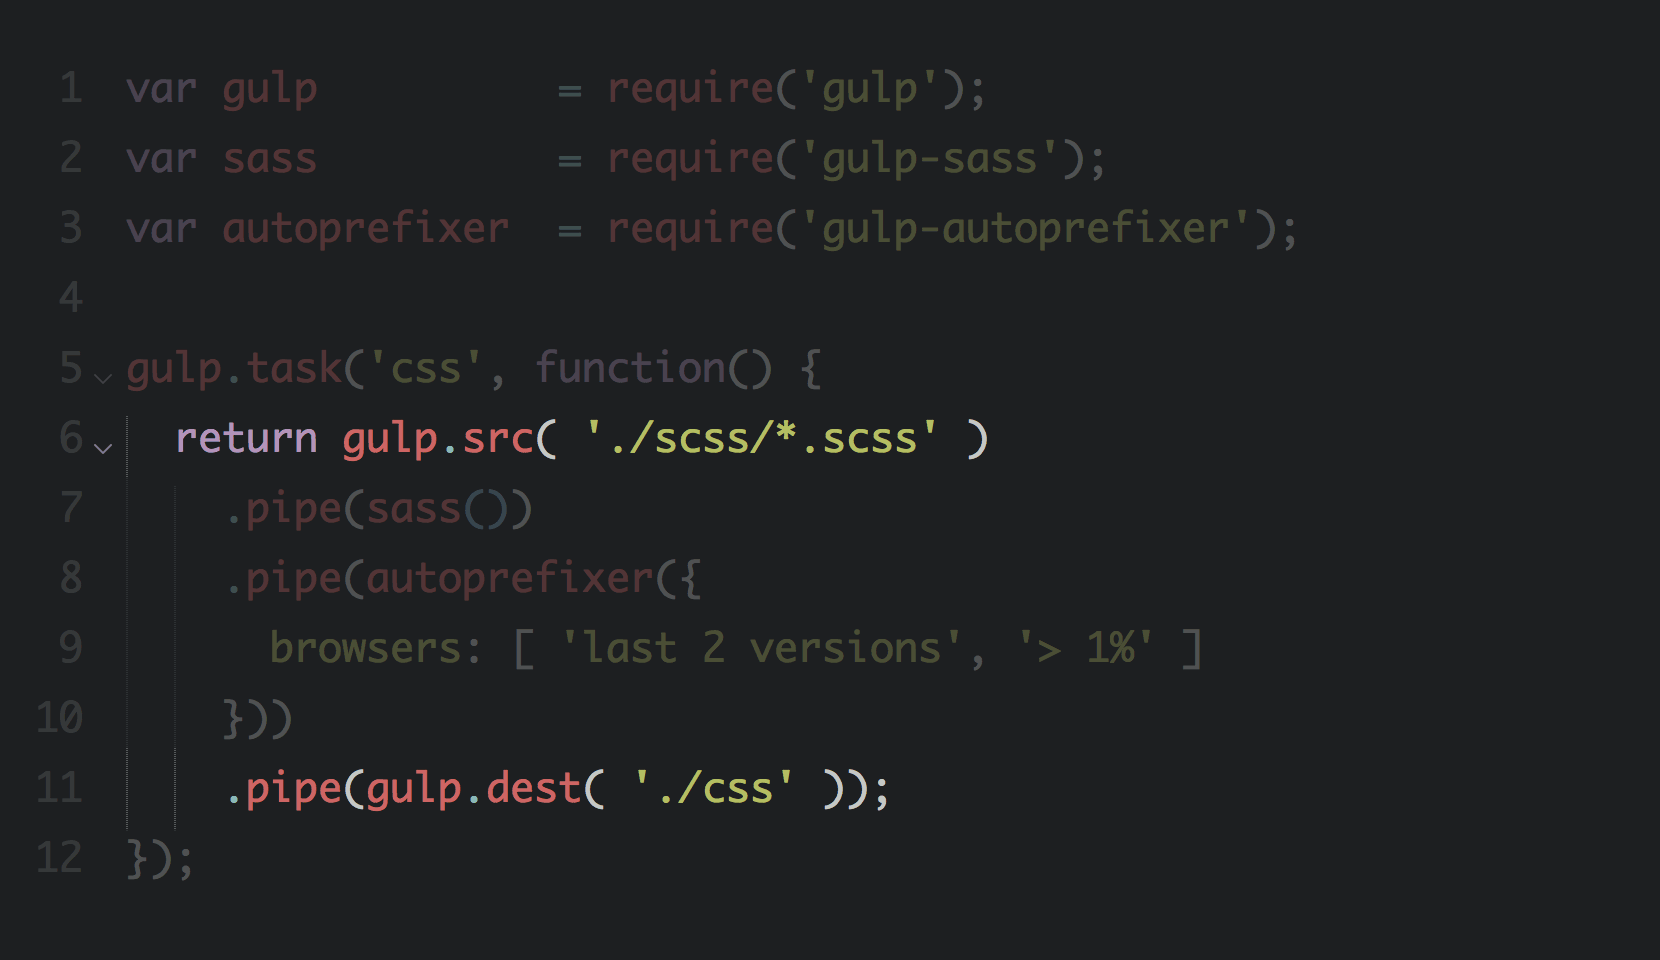 1 var gulp          = require('gulp');
2 var sass          = require('gulp-sass');
3 var autoprefixer  = require('gulp-autoprefixer');
4
5 gulp.task('css', function() {
6   return gulp.src( './scss/*.scss' )
7     .pipe(sass())
8     .pipe(autoprefixer({
9       browsers: [ 'last 2 versions', '> 1%' ]
10     }))
11     .pipe(gulp.dest( './css' ));
12 });